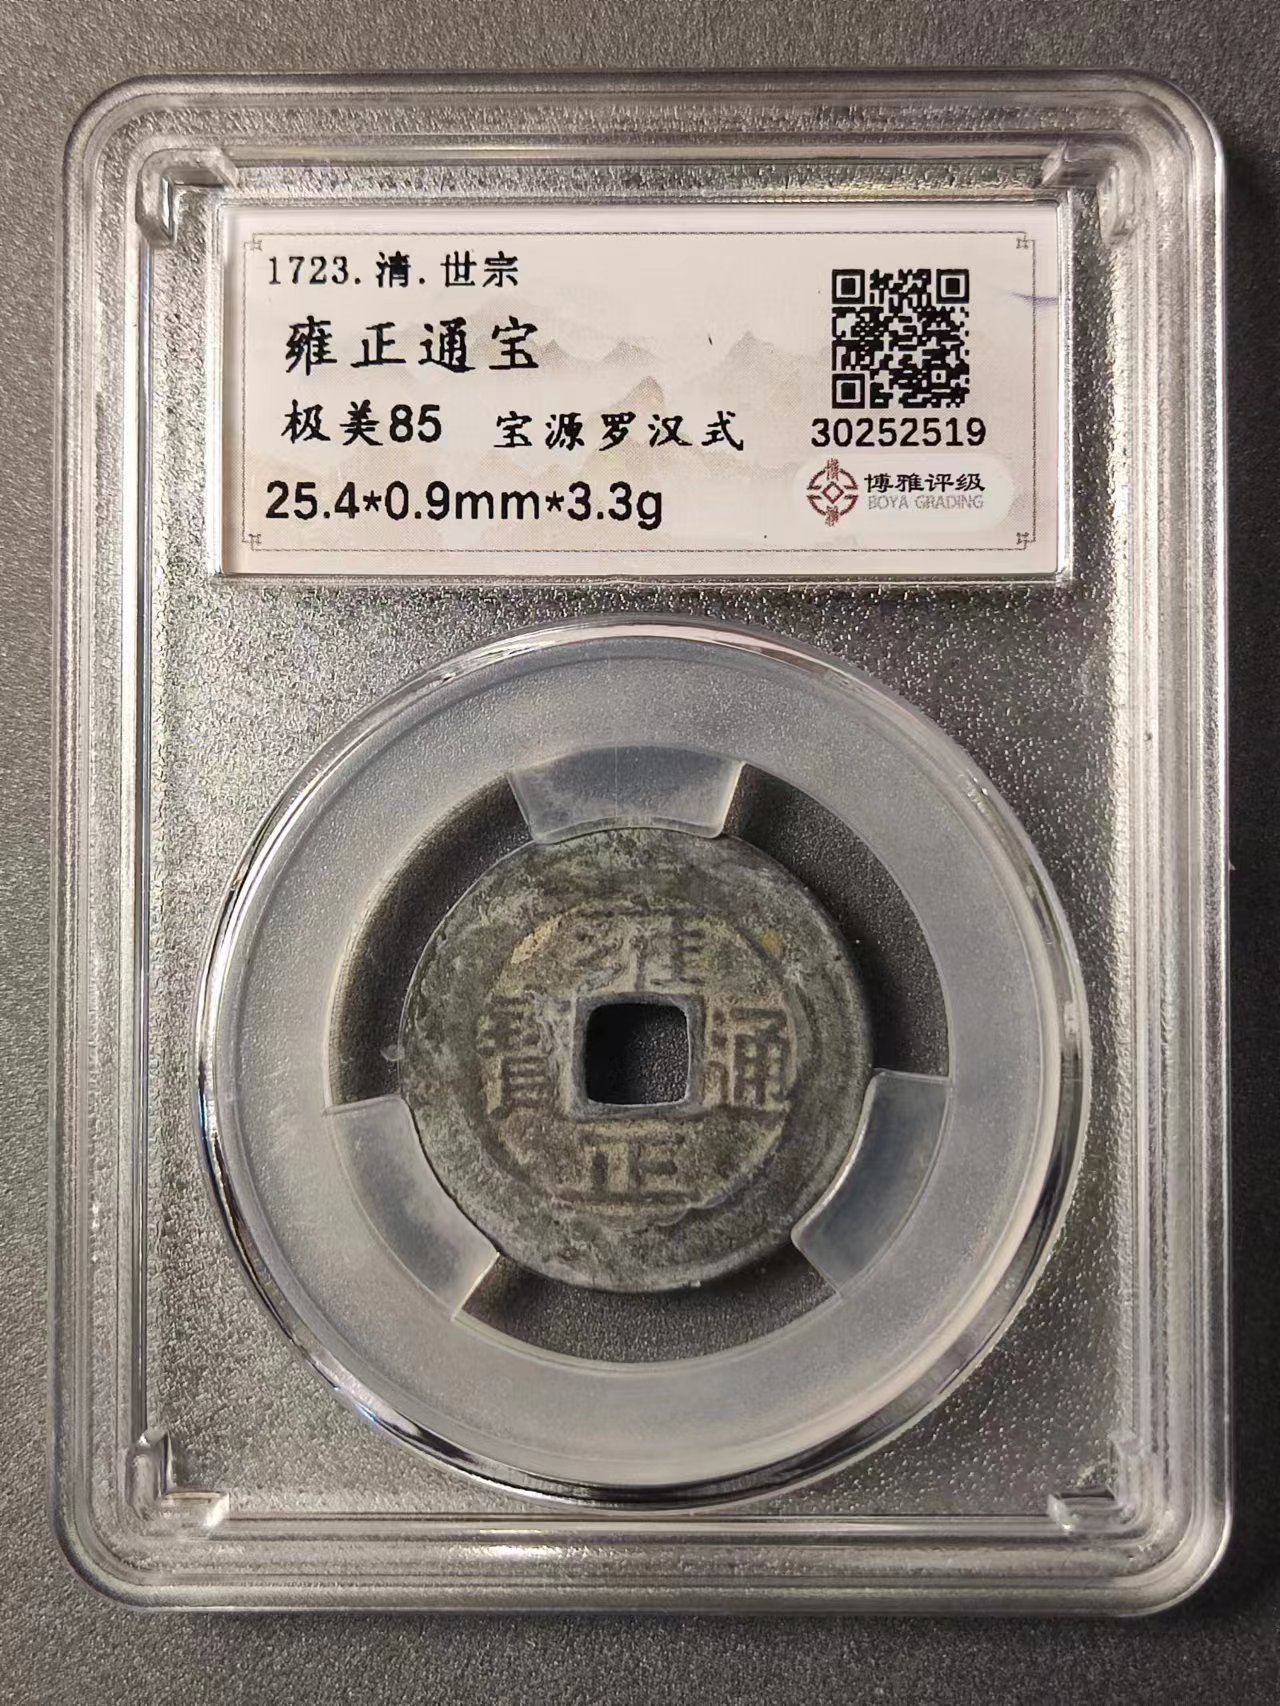 1723.清.世宗
雍正通宝
极美85 宝源罗汉式
25.4*0.9mm*3.3g
30252519
博雅评级
BOYA GRADING
雍正通寶